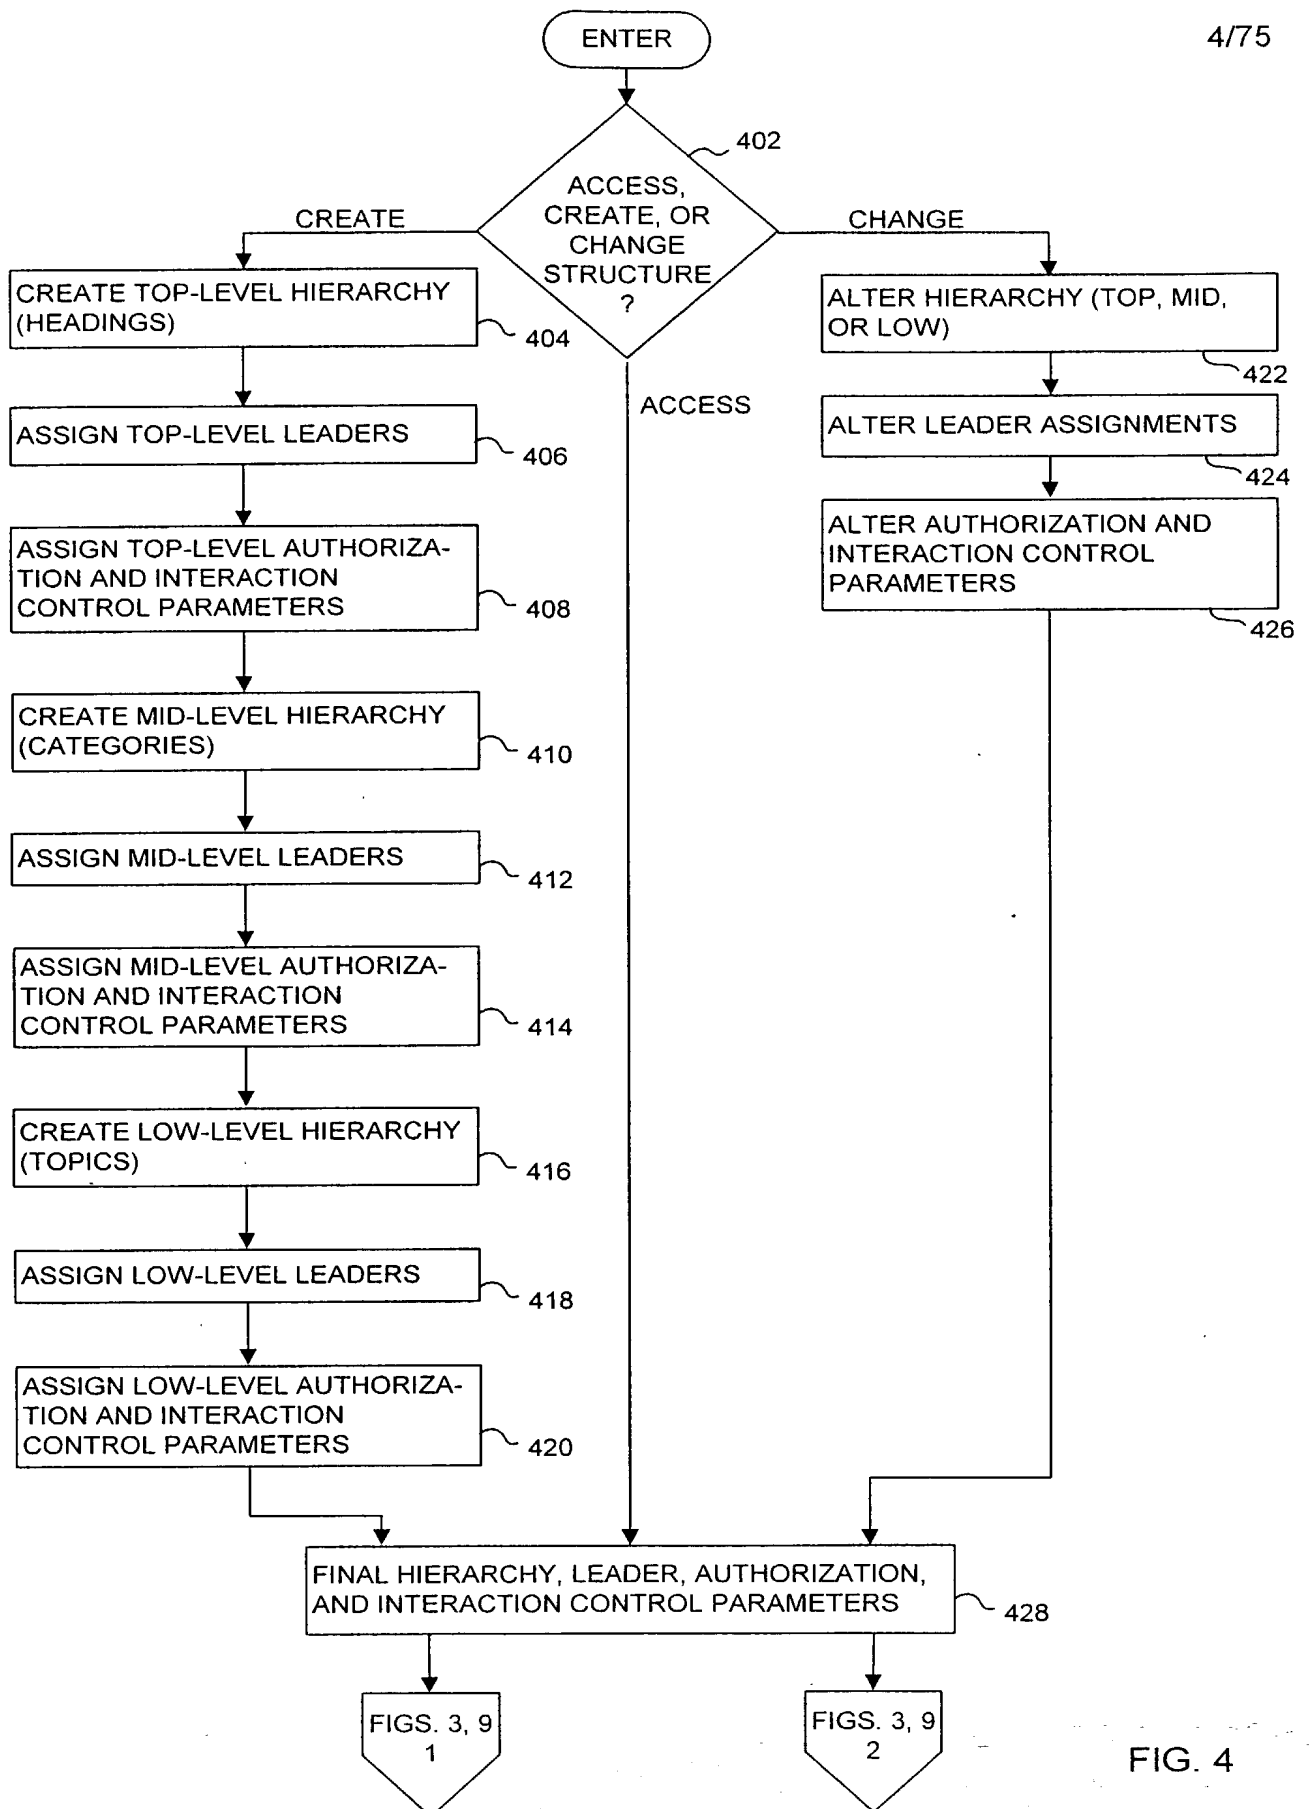 4/75
ENTER
402
ACCESS,
CREATE, OR
CHANGE
STRUCTURE
?
CREATE
CHANGE
ACCESS
CREATE TOP-LEVEL HIERARCHY
(HEADINGS)
404
ASSIGN TOP-LEVEL LEADERS
406
ASSIGN TOP-LEVEL AUTHORIZA-
TION AND INTERACTION
CONTROL PARAMETERS
408
CREATE MID-LEVEL HIERARCHY
(CATEGORIES)
410
ASSIGN MID-LEVEL LEADERS
412
ASSIGN MID-LEVEL AUTHORIZA-
TION AND INTERACTION
CONTROL PARAMETERS
414
CREATE LOW-LEVEL HIERARCHY
(TOPICS)
416
ASSIGN LOW-LEVEL LEADERS
418
ASSIGN LOW-LEVEL AUTHORIZA-
TION AND INTERACTION
CONTROL PARAMETERS
420
ALTER HIERARCHY (TOP, MID,
OR LOW)
422
ALTER LEADER ASSIGNMENTS
424
ALTER AUTHORIZATION AND
INTERACTION CONTROL
PARAMETERS
426
FINAL HIERARCHY, LEADER, AUTHORIZATION,
AND INTERACTION CONTROL PARAMETERS
428
FIGS. 3, 9
1
FIGS. 3, 9
2
FIG. 4